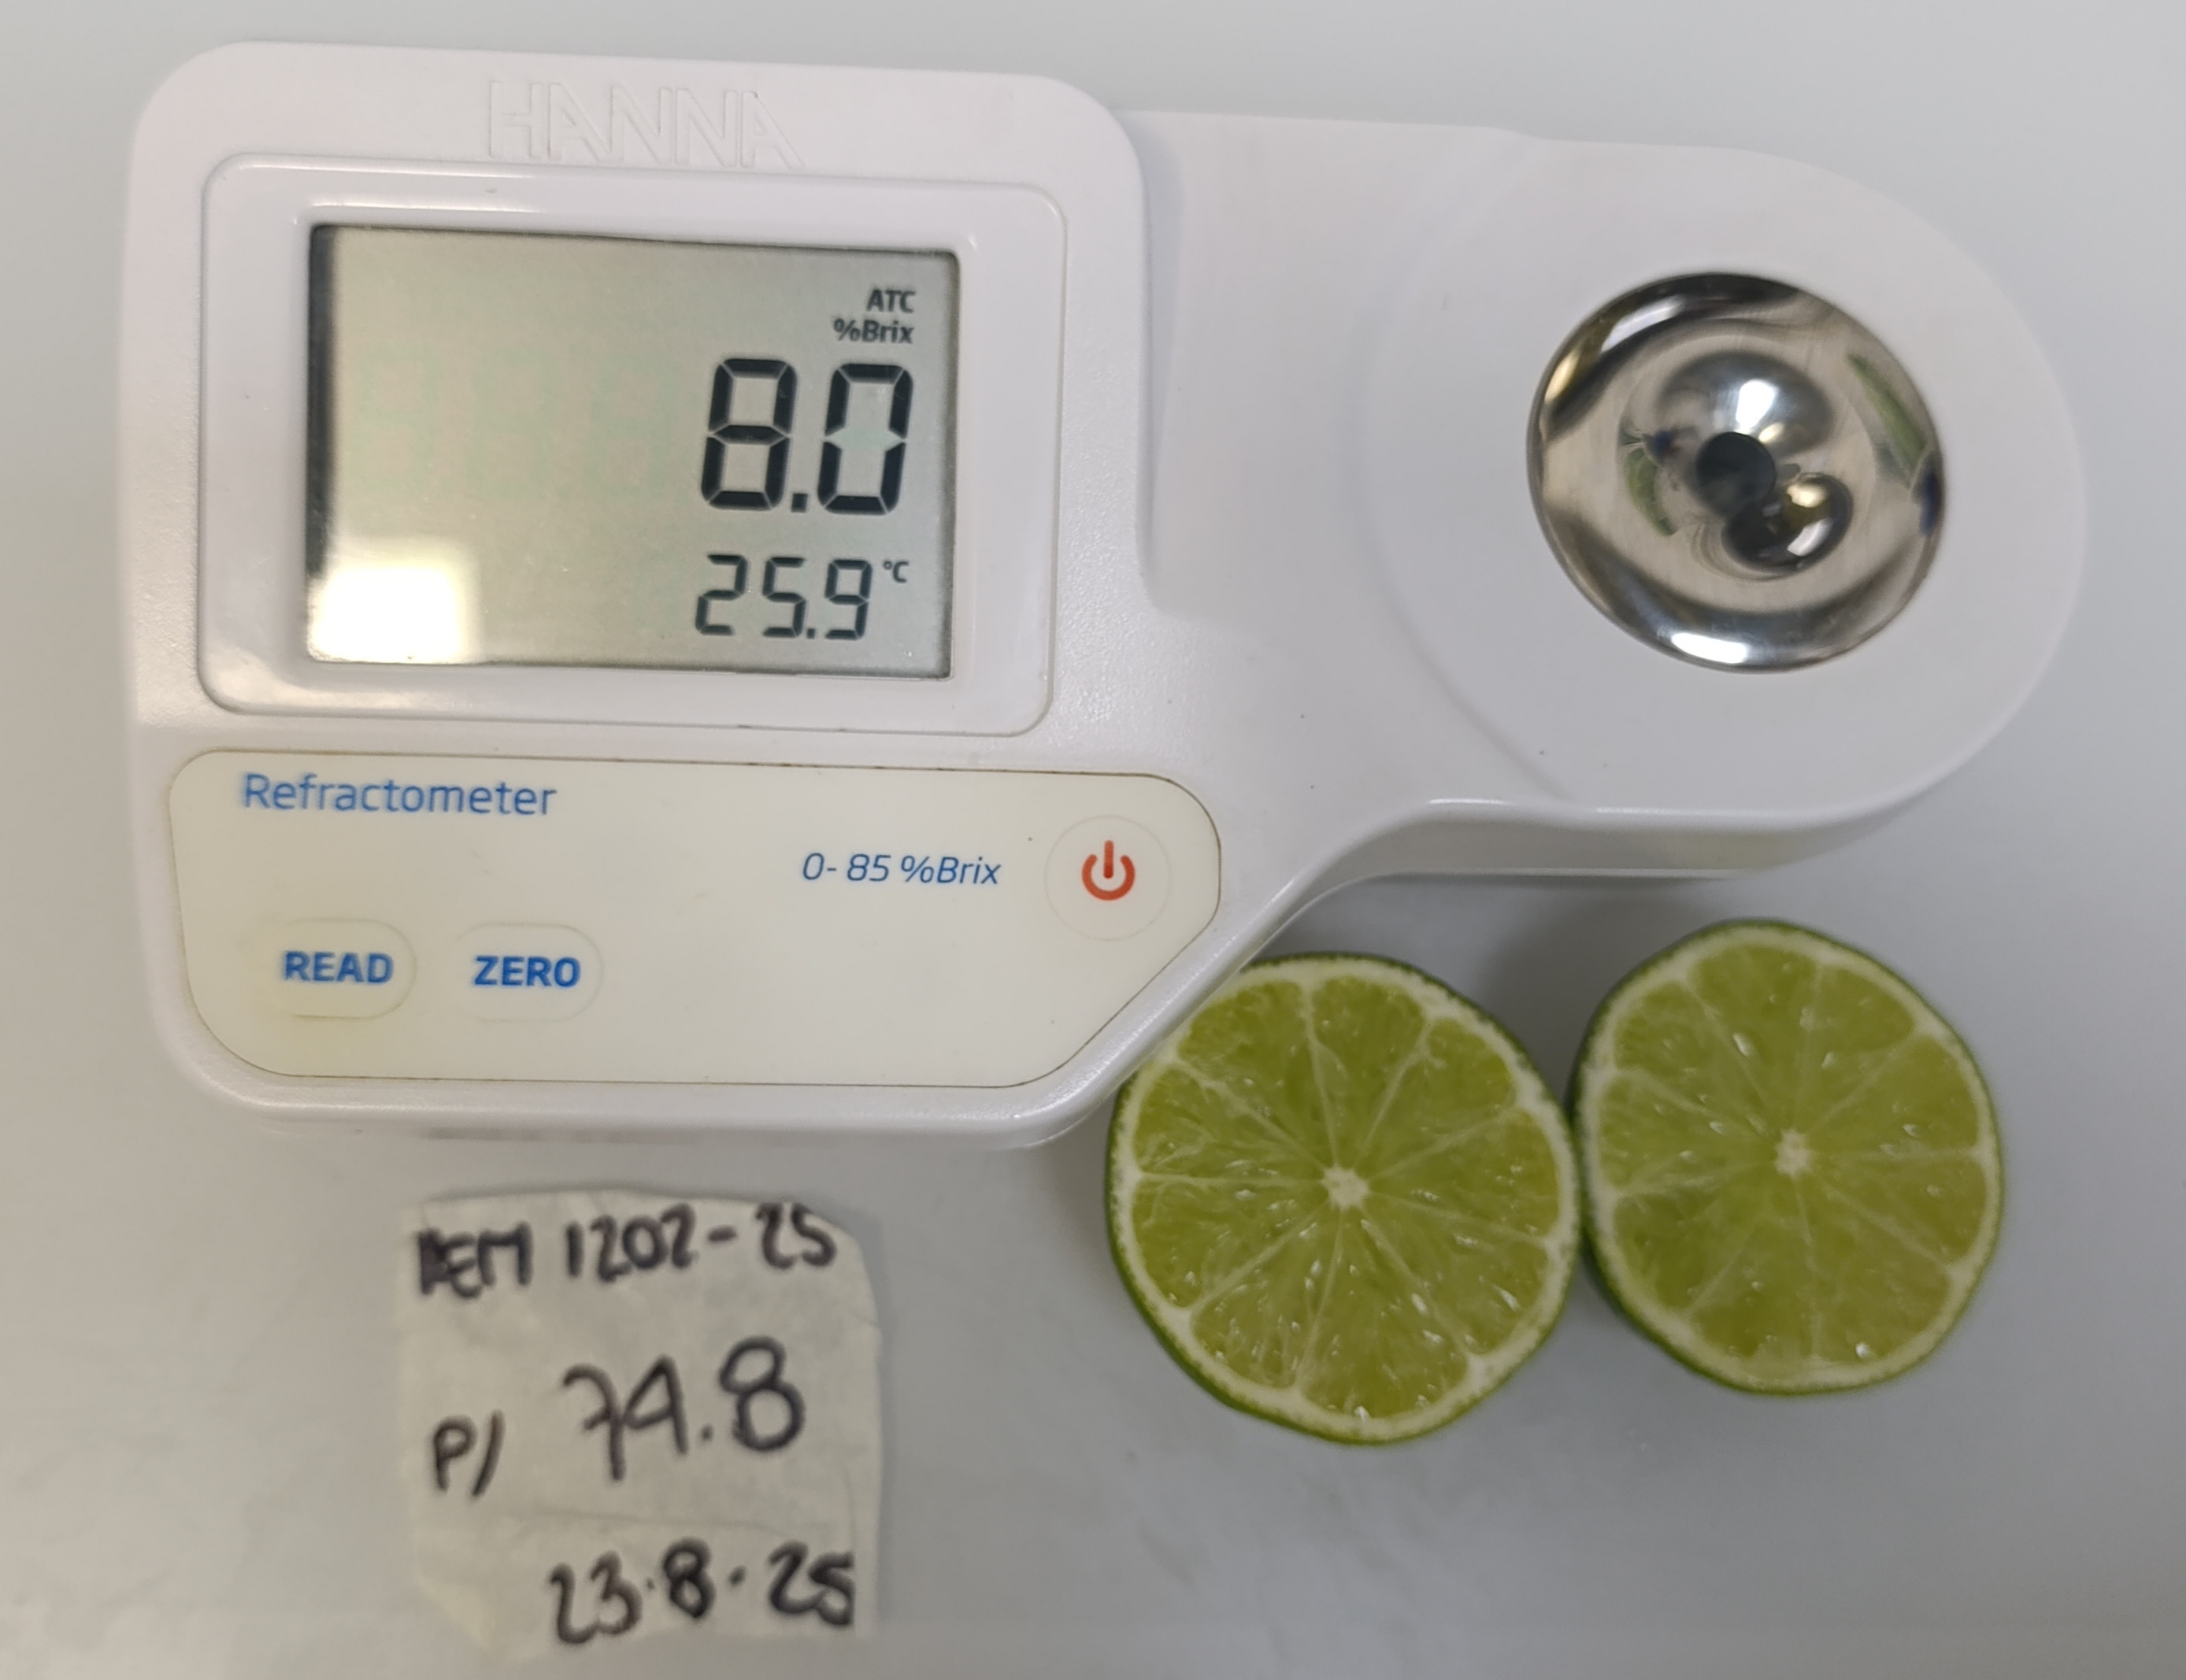 HANNA
ATC
%Brix
8.0
25.9 °C
Refractometer
0-85 %Brix
READ ZERO
1202-25
P/ 74.8
23.8.25